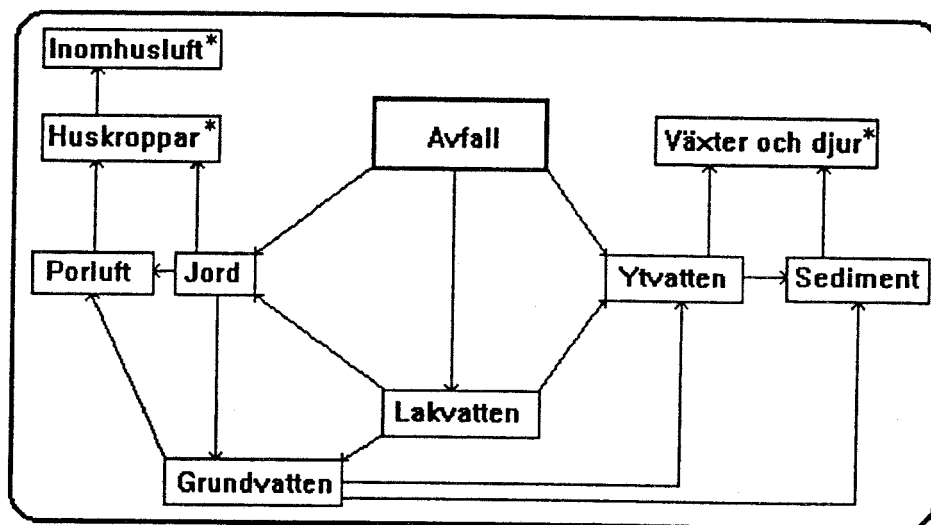 Inomhusluft*
Huskroppar*
Avfall
Växter och djur*
Porluft
Jord
Ytvatten
Sediment
Lakvatten
Grundvatten